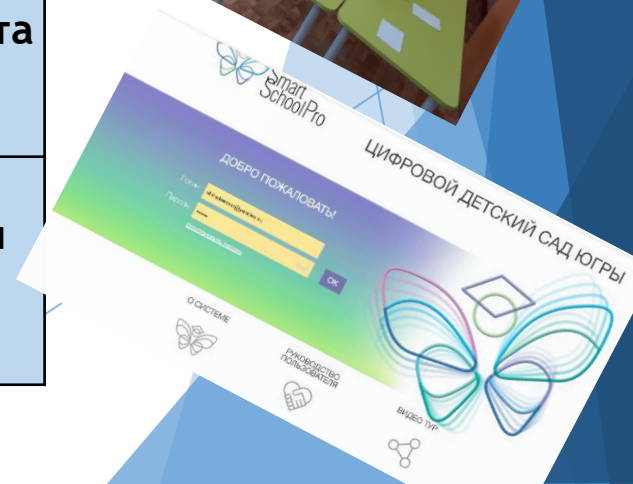 та
Smart
SchoolPro
ЦИФРОВОЙ ДЕТСКИЙ САД ЮГРЫ
ДОБРО ПОЖАЛОВАТЬ!
Логин
Пароль
ОК
О СИСТЕМЕ
РУКОВОДСТВО
ПОЛЬЗОВАТЕЛЯ
ВИДЕО ТУР